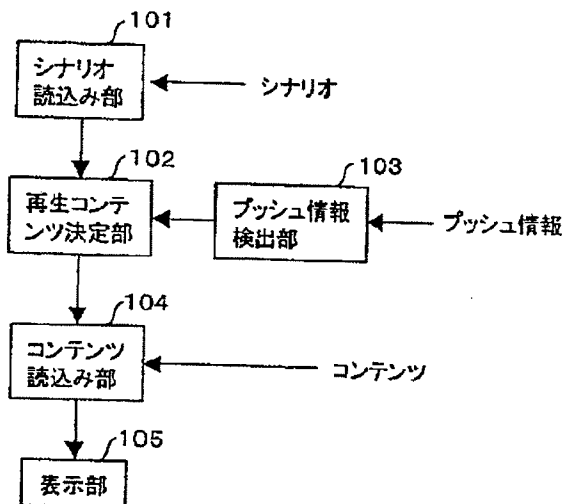 101
シナリオ
読込み部
シナリオ
102
再生コンテ
ンツ決定部
103
プッシュ情報
検出部
プッシュ情報
104
コンテンツ
読込み部
コンテンツ
105
表示部